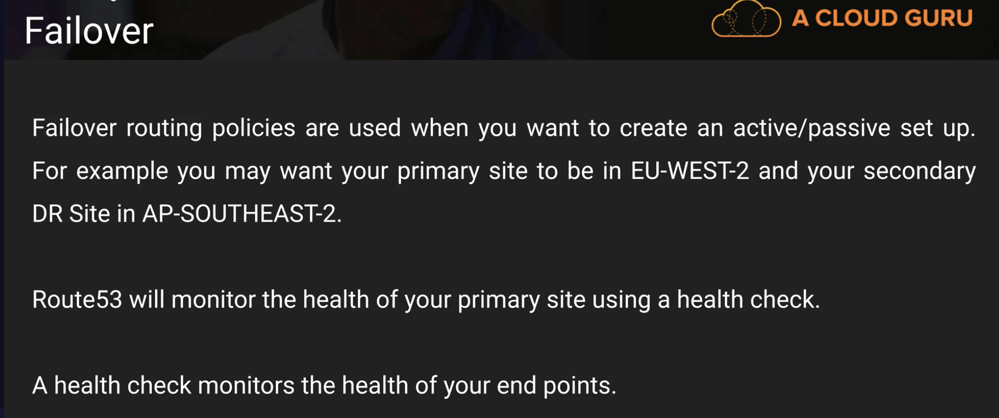 Failover
A CLOUD GURU
Failover routing policies are used when you want to create an active/passive set up.
For example you may want your primary site to be in EU-WEST-2 and your secondary
DR Site in AP-SOUTHEAST-2.
Route53 will monitor the health of your primary site using a health check.
A health check monitors the health of your end points.